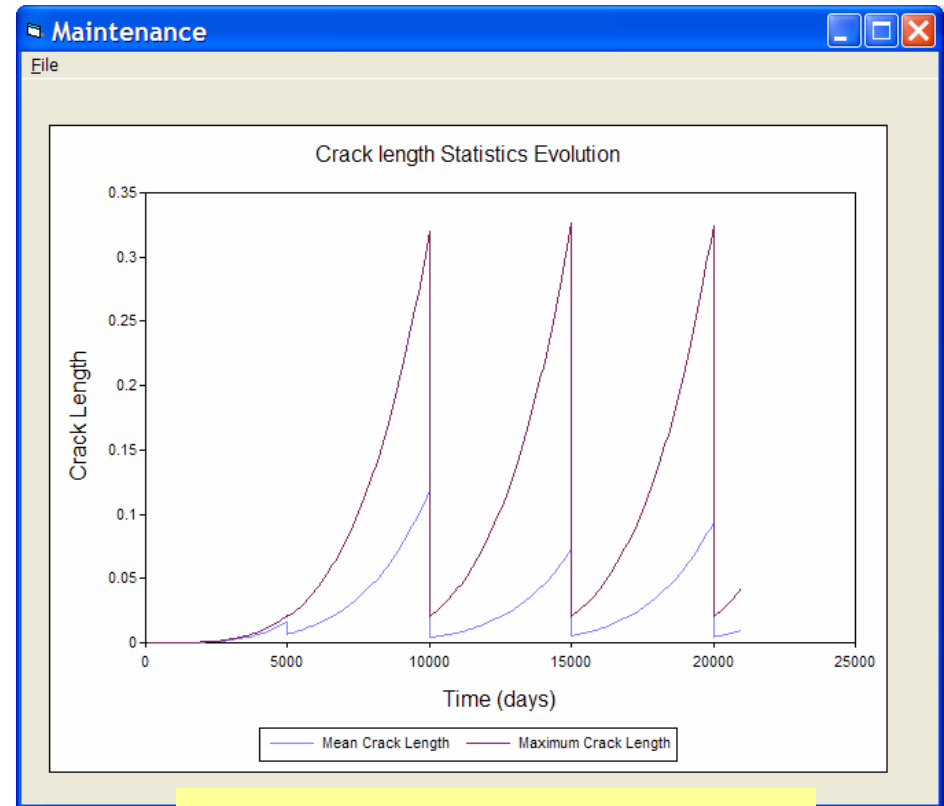 Maintenance
File
Crack length Statistics Evolution
0.35
0.3
0.25
0.2
0.15
0.1
0.05
0
Crack Length
0 5000 10000 15000 20000 25000
Time (days)
Mean Crack Length Maximum Crack Length